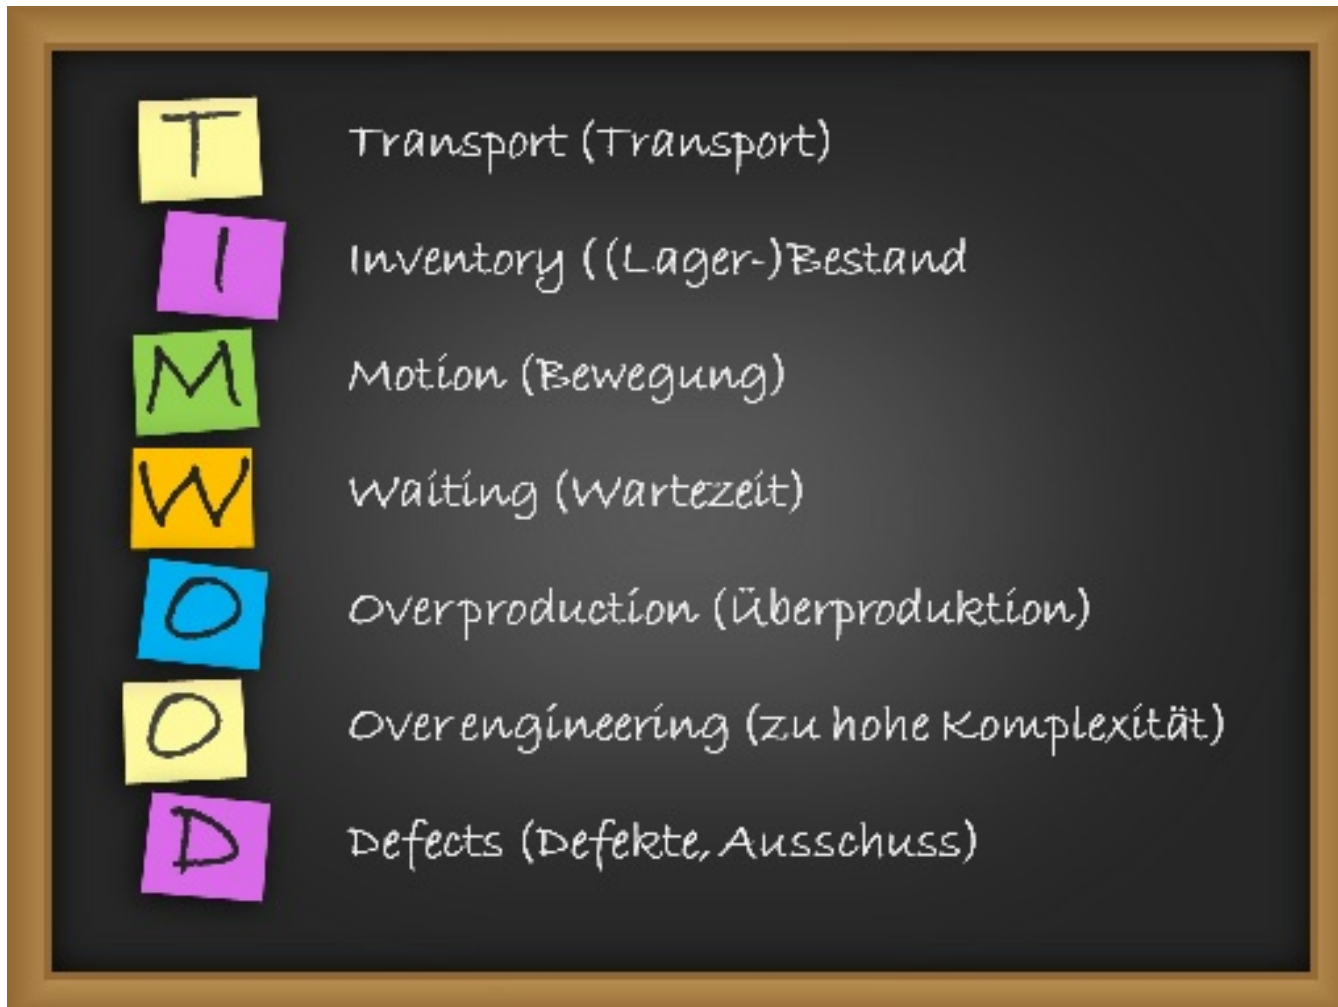 T Transport (Transport)
I Inventory ((Lager-)Bestand
M Motion (Bewegung)
W Waiting (Wartezeit)
O Overproduction (Überproduktion)
O Overengineering (zu hohe Komplexität)
D Defects (Defekte, Ausschuss)